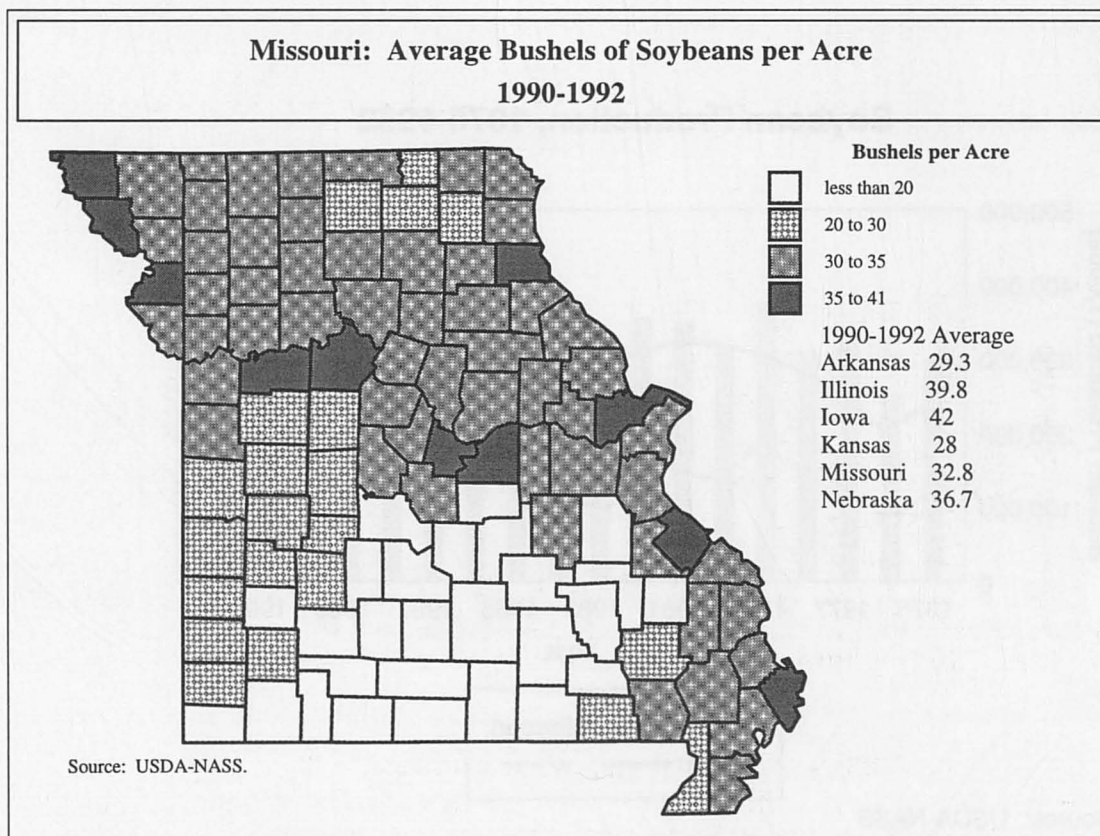 Missouri: Average Bushels of Soybeans per Acre
1990-1992
Bushels per Acre
less than 20
20 to 30
30 to 35
35 to 41
1990-1992 Average
Arkansas 29.3
Illinois 39.8
Iowa 42
Kansas 28
Missouri 32.8
Nebraska 36.7
Source: USDA-NASS.